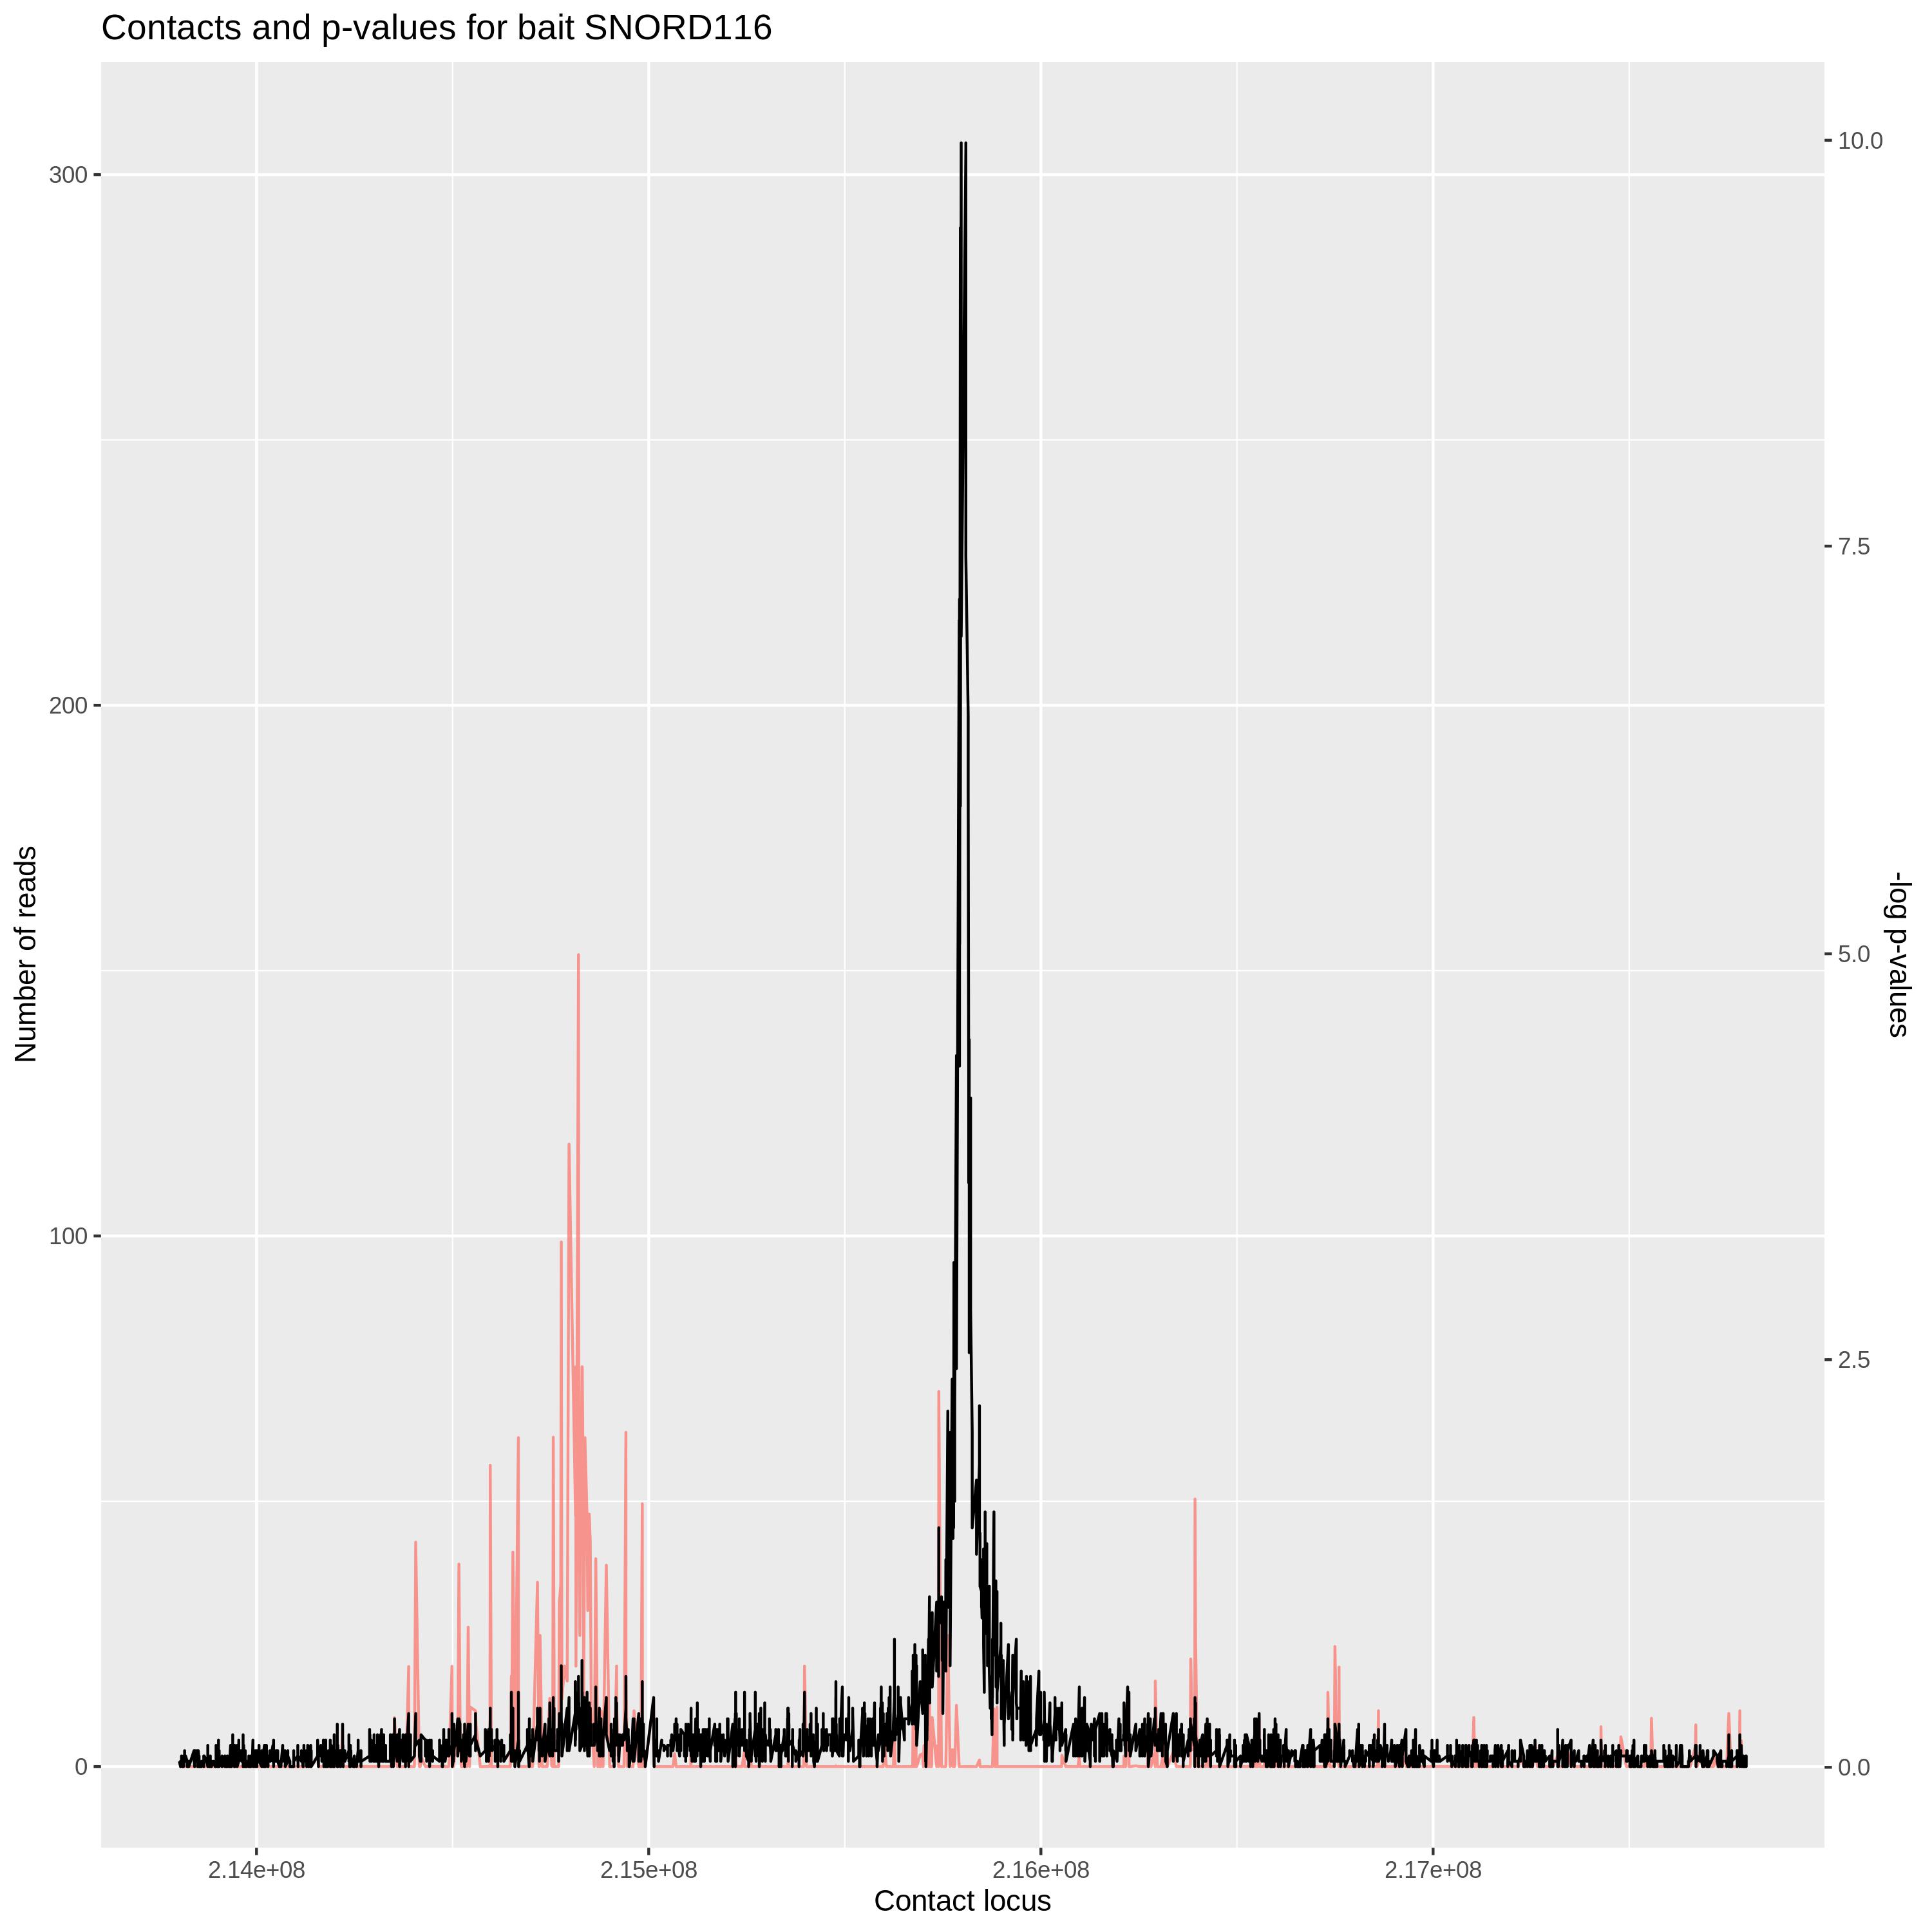 Contacts and p-values for bait SNORD116
300
200
100
0
Number of reads
10.0
7.5
5.0
2.5
0.0
-log p-values
2.14e+08 2.15e+08 2.16e+08 2.17e+08
Contact locus